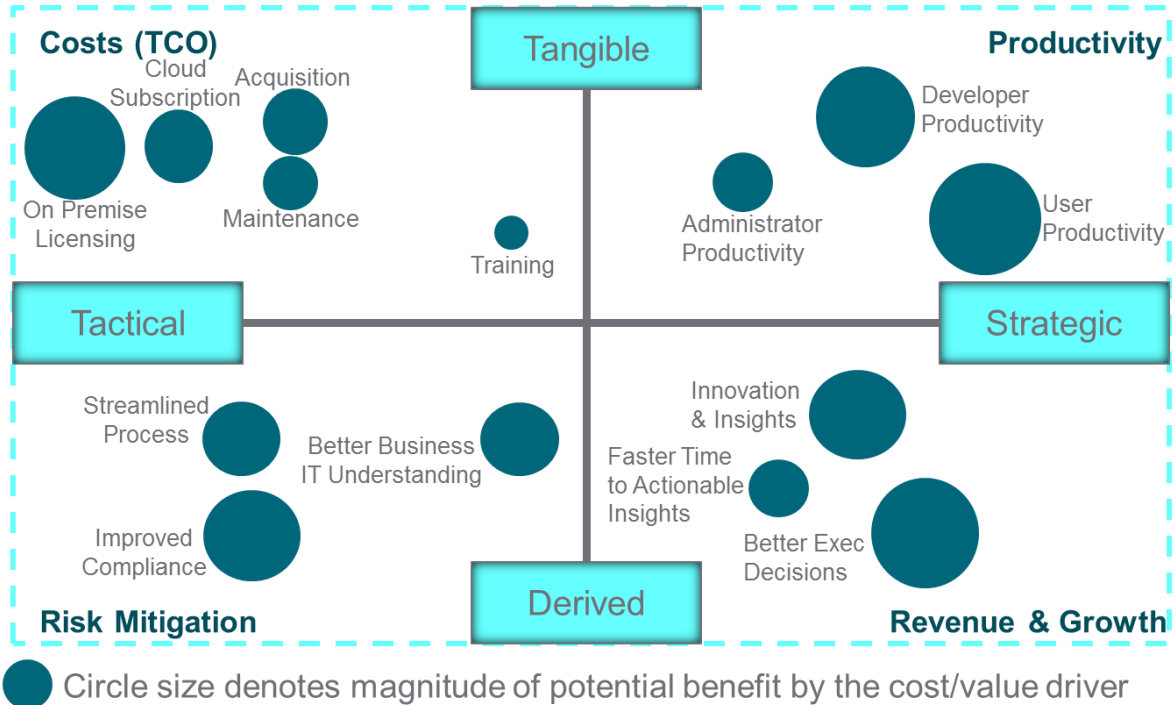 Costs (TCO)
Tangible
Productivity
Cloud
Subscription
Acquisition
On Premise
Licensing
Maintenance
Training
Developer
Productivity
Administrator
Productivity
User
Productivity
Tactical
Strategic
Streamlined
Process
Better Business
IT Understanding
Improved
Compliance
Innovation
& Insights
Faster Time
to Actionable
Insights
Better Exec
Decisions
Risk Mitigation
Derived
Revenue & Growth
Circle size denotes magnitude of potential benefit by the cost/value driver